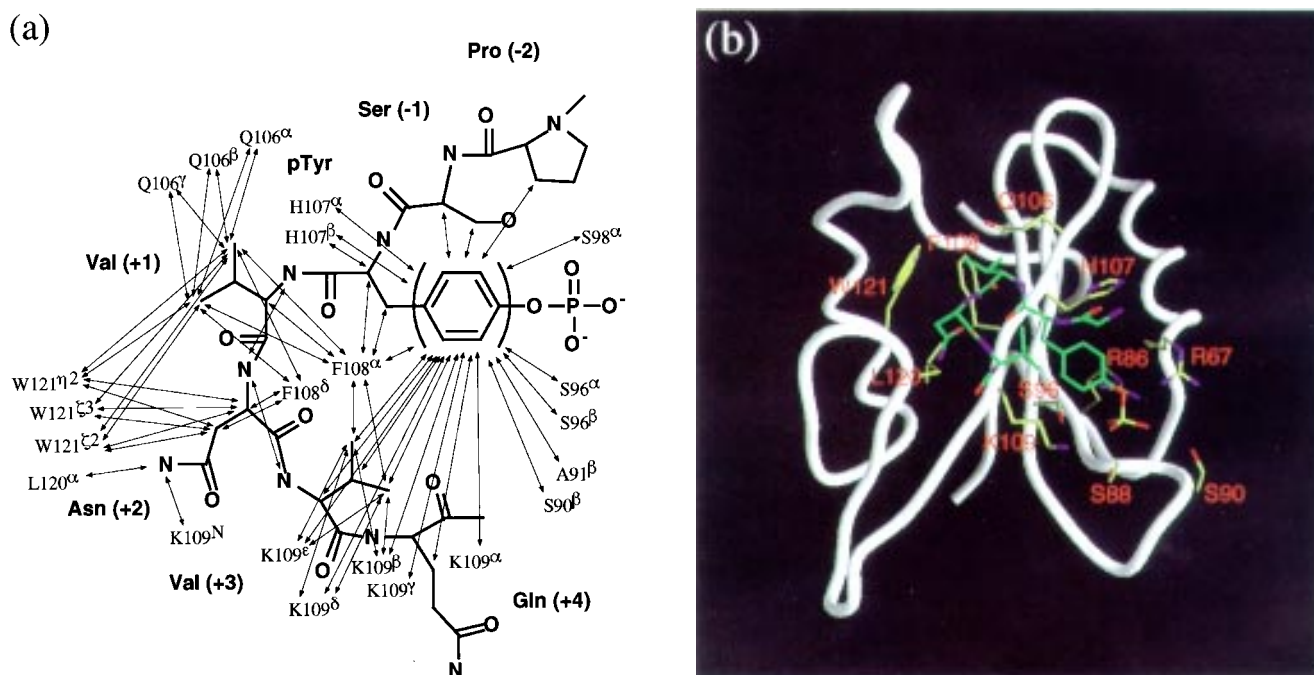 (a)
Pro (-2)
Ser (-1)
O
N
Q106α
Q106β
Q106γ
pTyr
N
O
O
H107α
H107β
N
S98α
Val (+1)
N
O
O
P
O-
O-
O
F108α
N
F108δ
W121η2
W121ζ3
W121ζ2
O
S96α
S96β
L120α
N
O
N
A91β
S90β
Asn (+2)
K109N
O
N
O
K109ε
K109β
K109α
Val (+3)
K109δ
K109γ
Gln (+4)
O
N
(b)
Q106
F108
H107
W121
R86
R67
L120
S96
K109
S88
S90